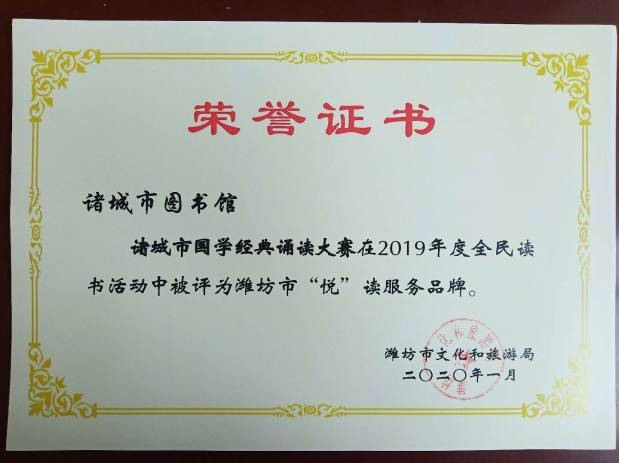 荣誉证书
诸城市图书馆
诸城市国学经典诵读大赛在2019年度全民读
书活动中被评为潍坊市“悦”读服务品牌。
潍坊市文化和旅游局
二〇二〇年一月